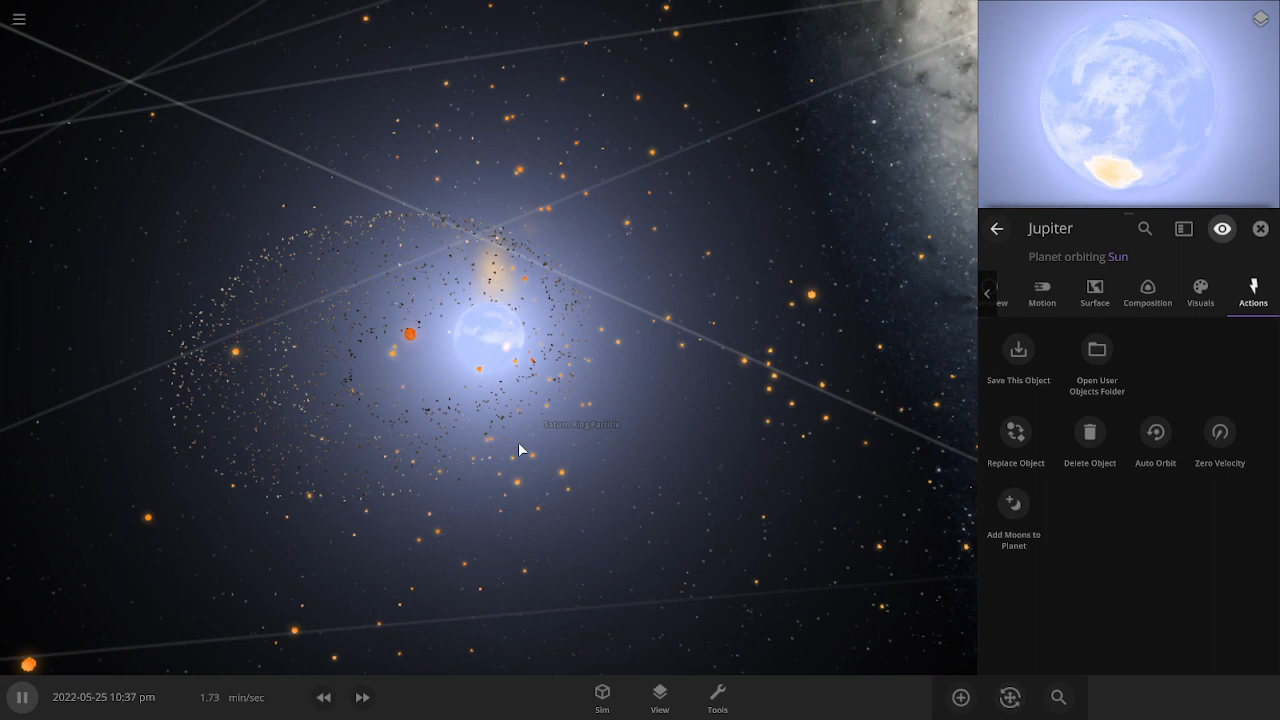 Jupiter
Planet orbiting Sun
ew
Motion
Surface
Composition
Visuals
Actions
Save This Object
Open User
Objects Folder
Replace Object
Delete Object
Auto Orbit
Zero Velocity
Add Moons to
Planet
Saturn Ring Particle
2022-05-25 10:37 pm
1.73 min/sec
Sim
View
Tools